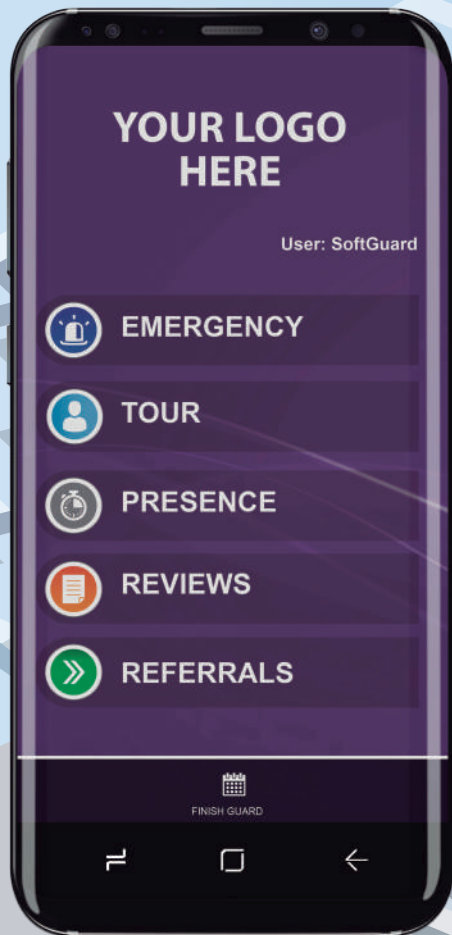 YOUR LOGO
HERE
User: SoftGuard
EMERGENCY
TOUR
PRESENCE
REVIEWS
REFERRALS
FINISH GUARD